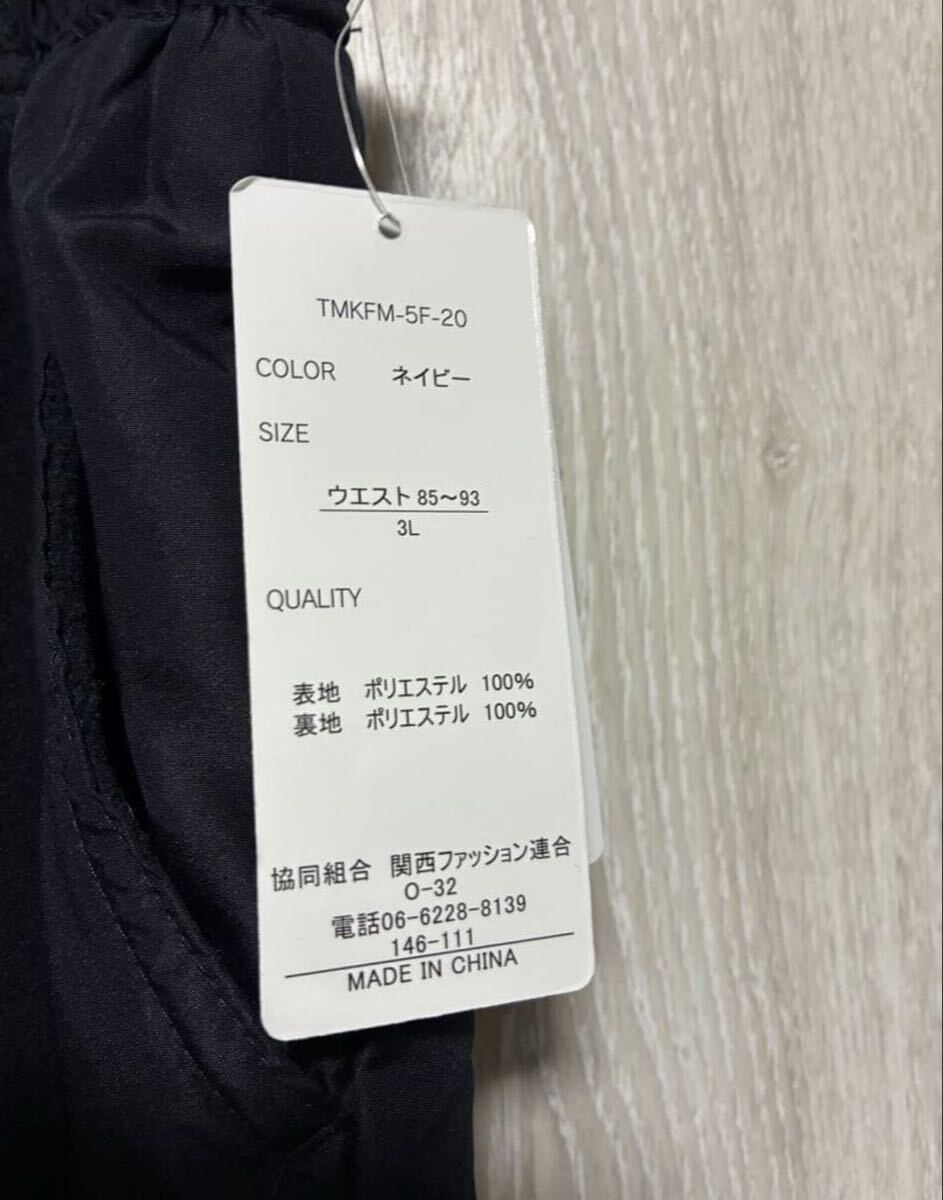 TMKFM-5F-20
COLOR ネイビー
SIZE
ウエスト 85〜93
3L
QUALITY
表地 ポリエステル 100%
裏地 ポリエステル 100%
協同組合 関西ファッション連合
O-32
電話06-6228-8139
146-111
MADE IN CHINA